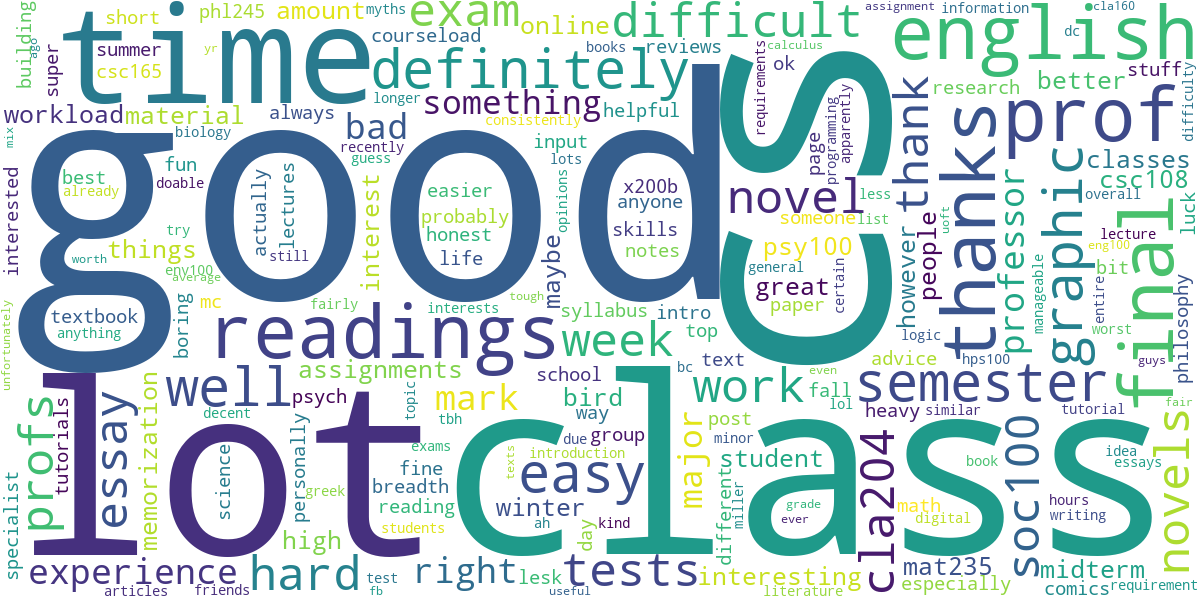 building
ago
short
phl245
amount
myths
exam
online
difficult
assignment
information
cla160
dc
time
super
summer
csc165
courseload
books
reviews
calculus
ok
english
better
stuff
definitely
cs
requirements
research
difficulty
yr
workload
material
always
longer
something
helpful
consistently
page
programming
apparently
thank
thanks
prof
mix
biology
bad
recently
guess
input
lots
good
best
already
fun
doable
interested
actually
lectures
still
interest
easier
probably
honest
life
opinions
x200b
anyone
skills
notes
novel
less
someone
list
psy100
general
great
paper
certain
however
people
uoft
professor
graphic
classes
csc108
overall
luck
lecture
eng100
bit
final
try
things
worth
eny100
average
mc
maybe
tough
fairly
interests
syllabus
intro
logic
manageable
entire
worst
philosophy
unfortunately
textbook
anything
boring
readings
week
top
text
bc
advice
hps100
guys
fair
assignments
school
work
even
fall
lol
semester
lot
class
profs
tutorials
essay
memorization
well
psych
decent
topic
tbh
mark
bird
way
due
group
major
post
minor
heavy
similar
tutorial
novels
specialist
science
personally
greek
exams
fine
breadth
reading
students
texts
introduction
easy
winter
ah
kind
day
student
different
miller
grade
ever
cla204
book
math
digital
soc100
idea
essays
hours
writing
high
experience
articles
friends
hard
test
fb
right
lesk
useful
tests
interesting
literature
mat235
especially
midterm
comics
requirement